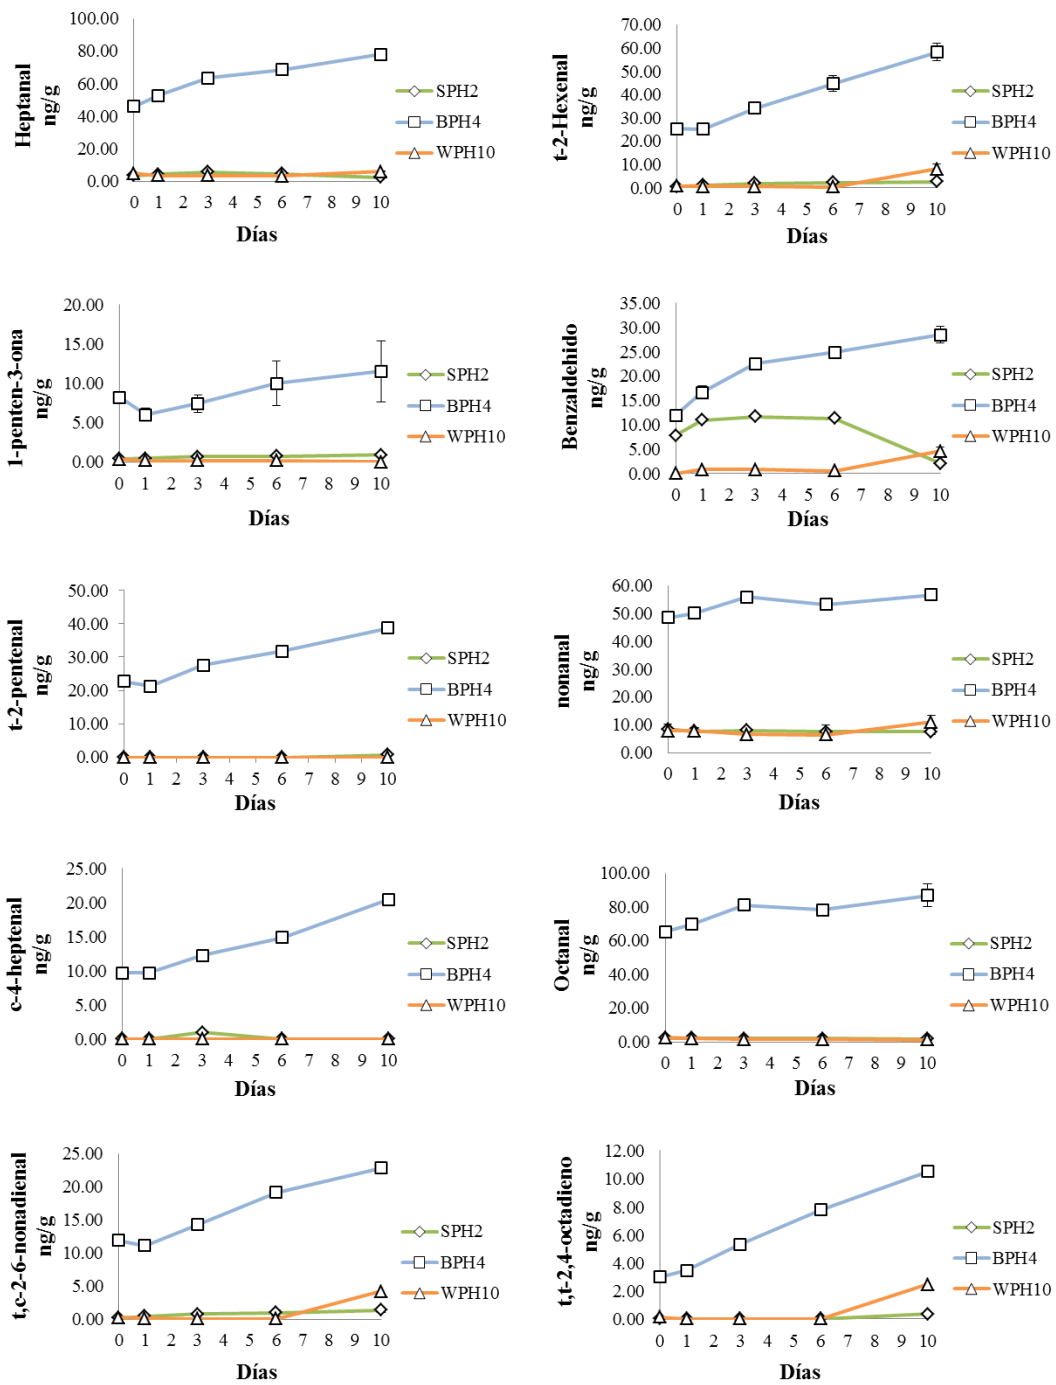 Heptanal
ng/g
100.00
80.00
60.00
40.00
20.00
0.00
0 1 2 3 4 5 6 7 8 9 10
Días
SPH2
BPH4
WPH10
t-2-Hexenal
ng/g
70.00
60.00
50.00
40.00
30.00
20.00
10.00
0.00
0 1 2 3 4 5 6 7 8 9 10
Días
SPH2
BPH4
WPH10
1-penten-3-ona
ng/g
20.00
15.00
10.00
5.00
0.00
0 1 2 3 4 5 6 7 8 9 10
Días
SPH2
BPH4
WPH10
Benzaldehido
ng/g
35.00
30.00
25.00
20.00
15.00
10.00
5.00
0.00
0 1 2 3 4 5 6 7 8 9 10
Días
SPH2
BPH4
WPH10
t-2-pentenal
ng/g
50.00
40.00
30.00
20.00
10.00
0.00
0 1 2 3 4 5 6 7 8 9 10
Días
SPH2
BPH4
WPH10
nonanal
ng/g
60.00
50.00
40.00
30.00
20.00
10.00
0.00
0 1 2 3 4 5 6 7 8 9 10
Días
SPH2
BPH4
WPH10
c-4-heptenal
ng/g
25.00
20.00
15.00
10.00
5.00
0.00
0 1 2 3 4 5 6 7 8 9 10
Días
SPH2
BPH4
WPH10
Octanal
ng/g
100.00
80.00
60.00
40.00
20.00
0.00
0 1 2 3 4 5 6 7 8 9 10
Días
SPH2
BPH4
WPH10
t,c-2-6-nonadienal
ng/g
25.00
20.00
15.00
10.00
5.00
0.00
0 1 2 3 4 5 6 7 8 9 10
Días
SPH2
BPH4
WPH10
t,t-2,4-octadieno
ng/g
12.00
10.00
8.00
6.00
4.00
2.00
0.00
0 1 2 3 4 5 6 7 8 9 10
Días
SPH2
BPH4
WPH10